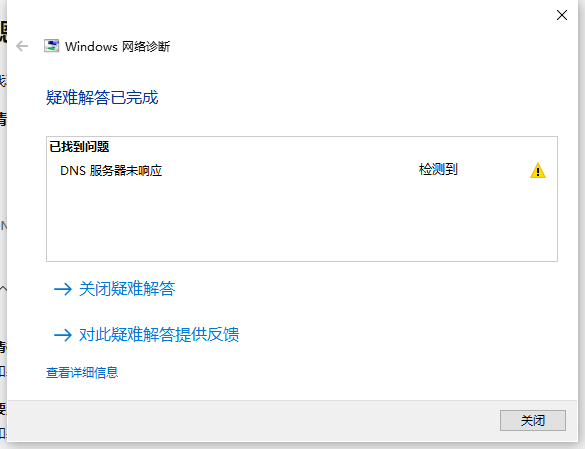 Windows 网络诊断
疑难解答已完成
已找到问题
DNS 服务器未响应 检测到
关闭疑难解答
对此疑难解答提供反馈
查看详细信息
关闭